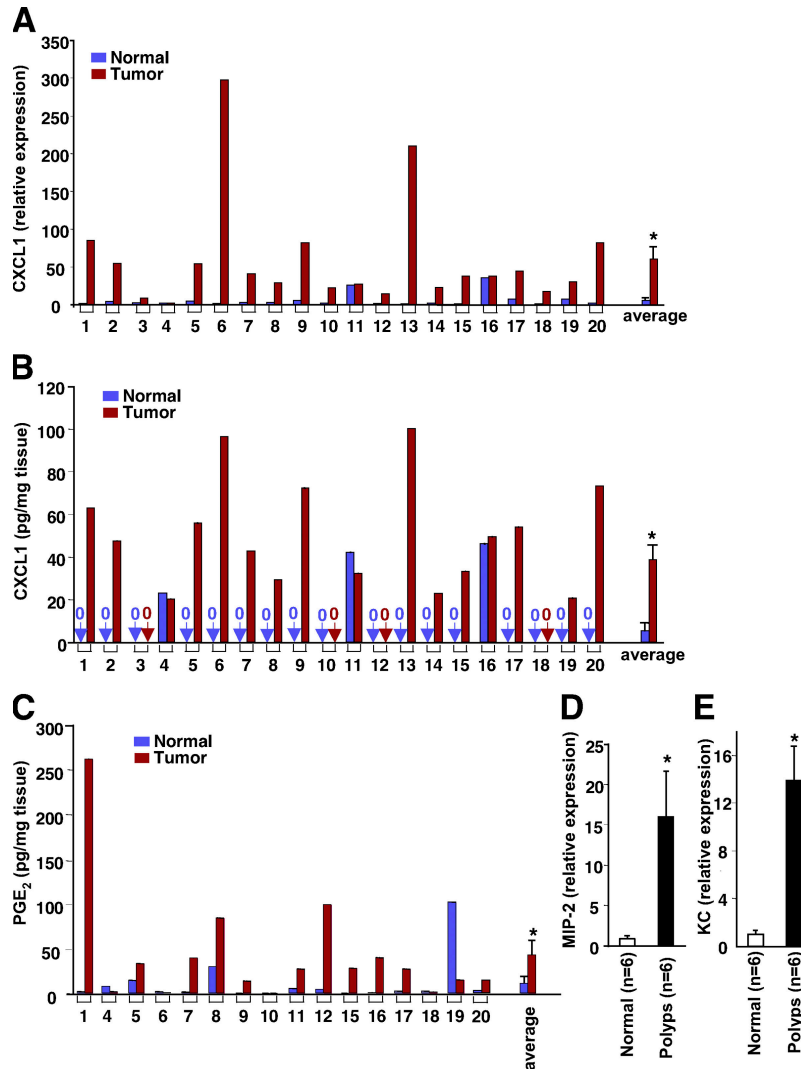 A
CXCL1 (relative expression)
350
300
250
200
150
100
50
0
Normal
Tumor
*
1 2 3 4 5 6 7 8 9 10 11 12 13 14 15 16 17 18 19 20 average
B
CXCL1 (pg/mg tissue)
120
100
80
60
40
20
0
Normal
Tumor
*
0 0 0 0 0 0 0 0 0 0 0 0 0 0 0 0 0 0 0 0 0
1 2 3 4 5 6 7 8 9 10 11 12 13 14 15 16 17 18 19 20 average
C
PGE2 (pg/mg tissue)
300
250
200
150
100
50
0
Normal
Tumor
*
1 4 5 6 7 8 9 10 11 12 15 16 17 18 19 20 average
D
MIP-2 (relative expression)
25
20
15
10
5
0
*
Normal (n=6) Polyps (n=6)
E
KC (relative expression)
16
12
8
4
0
*
Normal (n=6) Polyps (n=6)